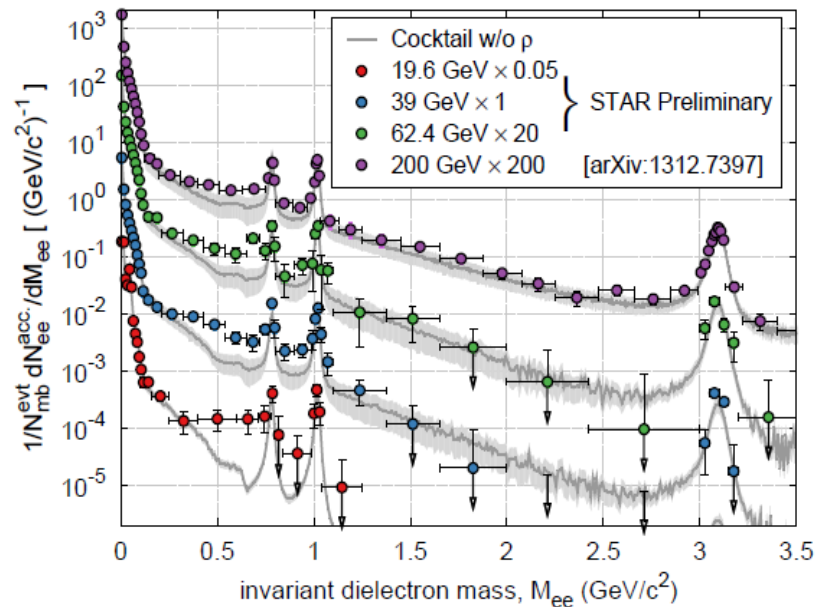 10³
10²
10¹
10⁰
10⁻¹
10⁻²
10⁻³
10⁻⁴
10⁻⁵
1/N_mb^evt dN_ee^acc./dM_ee [ (GeV/c²)⁻¹ ]
Cocktail w/o ρ
19.6 GeV × 0.05
39 GeV × 1
62.4 GeV × 20
200 GeV × 200
} STAR Preliminary
[arXiv:1312.7397]
0 0.5 1 1.5 2 2.5 3 3.5
invariant dielectron mass, M_ee (GeV/c²)